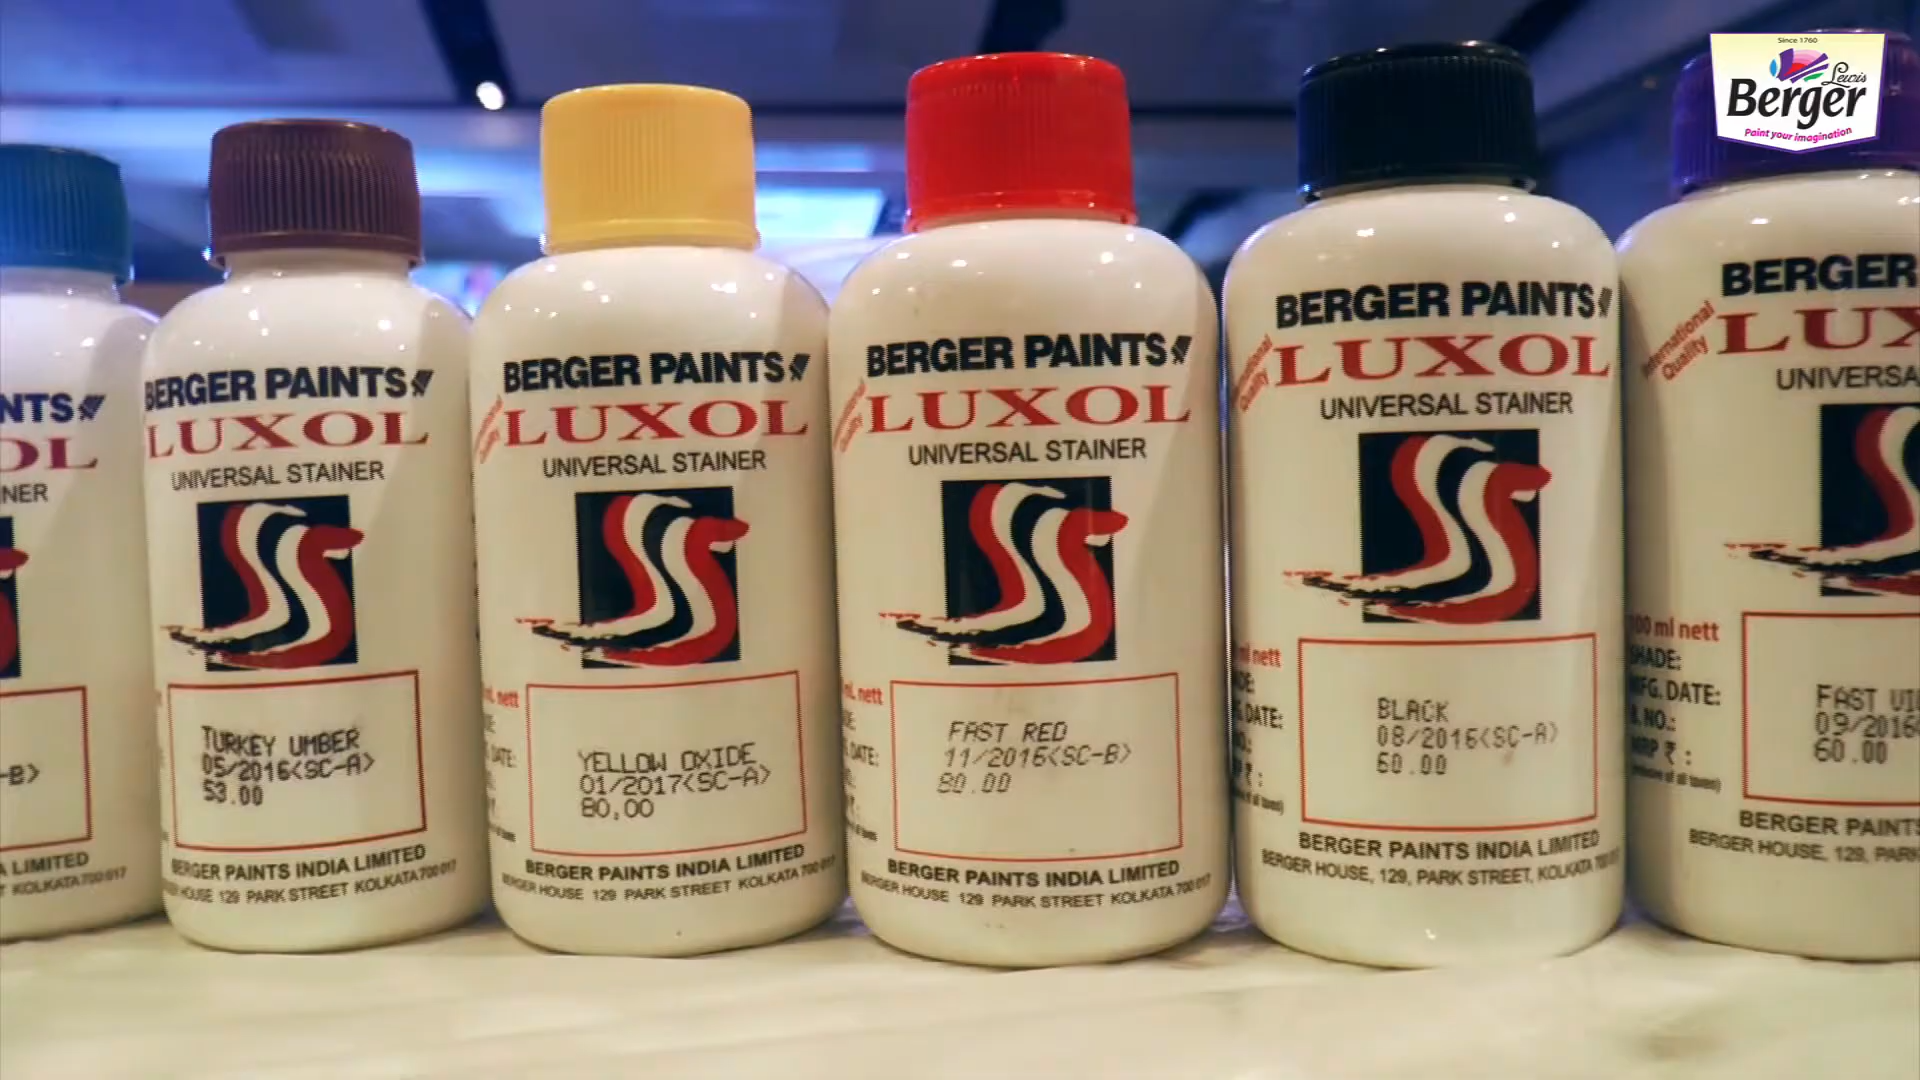 Since 1760
Lewis
Berger
Paint your imagination
NTS
OL
NER
-B>
LIMITED
KOLKATA 700 017
BERGER PAINTS
LUXOL
UNIVERSAL STAINER
TURKEY UMBER
05/2016<SC-A>
53.00
BERGER PAINTS INDIA LIMITED
HOUSE 129 PARK STREET KOLKATA 700 017
BERGER PAINTS
LUXOL
Quality
UNIVERSAL STAINER
nett
DATE:
YELLOW OXIDE
01/2017<SC-A>
80.00
BERGER PAINTS INDIA LIMITED
BERGER HOUSE 129 PARK STREET KOLKATA 700 017
BERGER PAINTS
LUXOL
Quality
UNIVERSAL STAINER
nett
DATE:
FAST RED
11/2016<SC-B>
80.00
BERGER PAINTS INDIA LIMITED
BERGER HOUSE 129 PARK STREET KOLKATA 700 017
BERGER PAINTS
Quality
LUXOL
UNIVERSAL STAINER
ml nett
DATE:
BLACK
08/2016<SC-A>
60.00
BERGER PAINTS INDIA LIMITED
BERGER HOUSE, 129, PARK STREET, KOLKATA 700 017
BERGER
International
Quality
LUX
UNIVERSA
100 ml nett
SHADE:
MFG. DATE:
B. NO.:
MRP ₹ :
FAST VIO
09/2016
60.00
BERGER PAINTS
BERGER HOUSE, 129, PARK